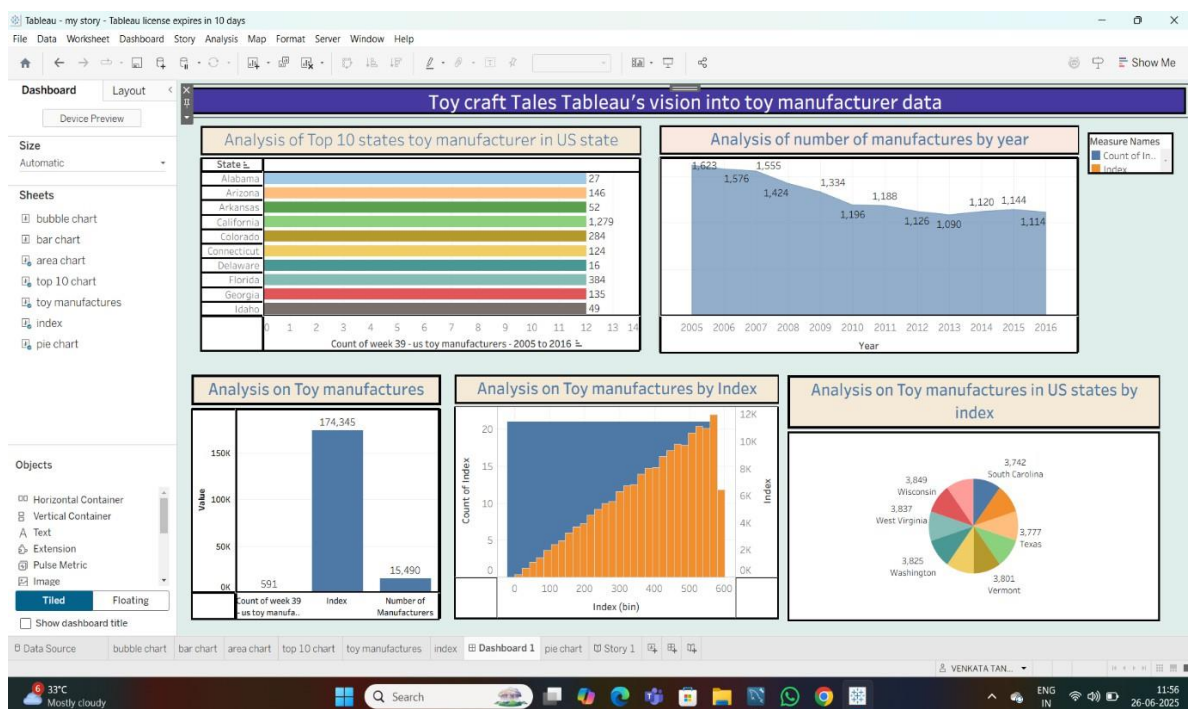 Tableau - my story - Tableau license expires in 10 days
File Data Worksheet Dashboard Story Analysis Map Format Server Window Help
Show Me
Dashboard Layout
Device Preview
Size
Automatic
Sheets
bubble chart
bar chart
area chart
top 10 chart
toy manufactures
index
pie chart
Objects
Horizontal Container
Vertical Container
Text
Extension
Pulse Metric
Image
Tiled Floating
Show dashboard title
Toy craft Tales Tableau's vision into toy manufacturer data
Analysis of Top 10 states toy manufacturer in US state
State
Alabama 27
Arizona 146
Arkansas 52
California 1,279
Colorado 284
Connecticut 124
Delaware 16
Florida 384
Georgia 135
Idaho 49
0 1 2 3 4 5 6 7 8 9 10 11 12 13 14
Count of week 39 - us toy manufacturers - 2005 to 2016
Analysis of number of manufactures by year
1,623 1,576 1,555 1,424 1,334 1,196 1,188 1,126 1,090 1,120 1,144 1,114
2005 2006 2007 2008 2009 2010 2011 2012 2013 2014 2015 2016
Year
Measure Names
Count of In..
Index
Analysis on Toy manufactures
Value
150K
100K
50K
0K
591 174,345 15,490
Count of week 39 - us toy manufa..
Index
Number of Manufacturers
Analysis on Toy manufactures by Index
Count of Index
20
15
10
5
0
12K
10K
8K
6K
4K
2K
0K
Index
0 100 200 300 400 500 600
Index (bin)
Analysis on Toy manufactures in US states by
index
3,742
South Carolina
3,777
Texas
3,801
Vermont
3,825
Washington
3,837
West Virginia
3,849
Wisconsin
Data Source bubble chart bar chart area chart top 10 chart toy manufactures index Dashboard 1 pie chart Story 1
VENKATA TAN...
6
33°C
Mostly cloudy
Search
ENG
IN
11:56
26-06-2025